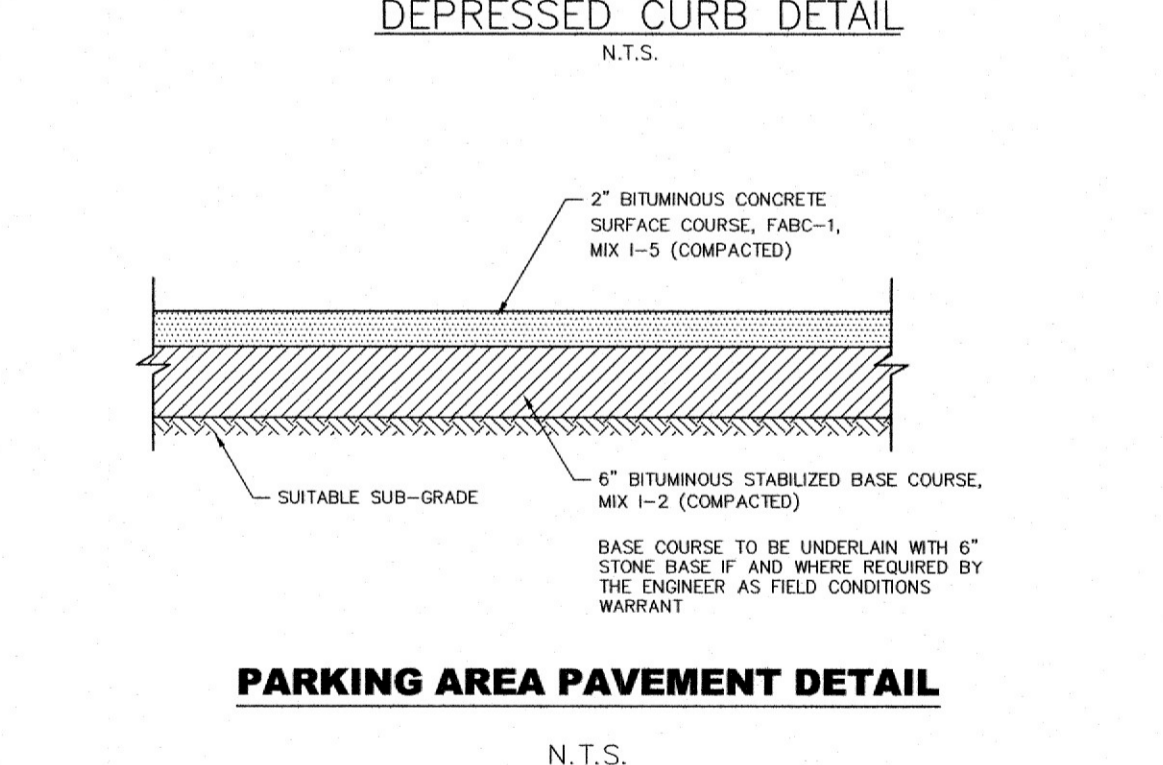 DEPRESSED CURB DETAIL
N.T.S.
2" BITUMINOUS CONCRETE
SURFACE COURSE, FABC-1,
MIX I-5 (COMPACTED)
SUITABLE SUB-GRADE
6" BITUMINOUS STABILIZED BASE COURSE,
MIX I-2 (COMPACTED)
BASE COURSE TO BE UNDERLAIN WITH 6"
STONE BASE IF AND WHERE REQUIRED BY
THE ENGINEER AS FIELD CONDITIONS
WARRANT
PARKING AREA PAVEMENT DETAIL
N.T.S.